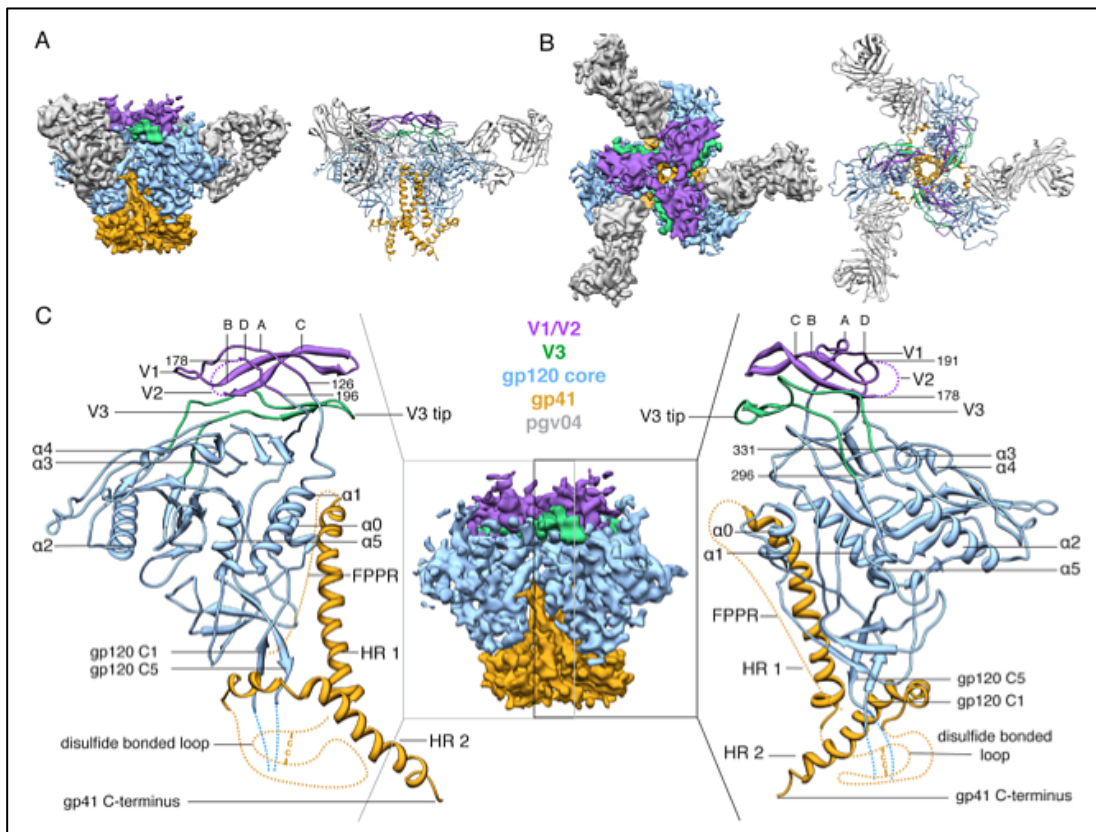 A
B
C
V1/V2
V3
gp120 core
gp41
pgv04
B D A C
178
V1
V2
126
196
V3
V3 tip
α4
α3
α1
α0
α2
α5
FPPR
gp120 C1
HR 1
gp120 C5
disulfide bonded loop
HR 2
gp41 C-terminus
C B A D
V1
191
V2
178
V3 tip
V3
331
α3
α4
296
α0
α1
α2
α5
FPPR
HR 1
gp120 C5
gp120 C1
HR 2
disulfide bonded
loop
gp41 C-terminus